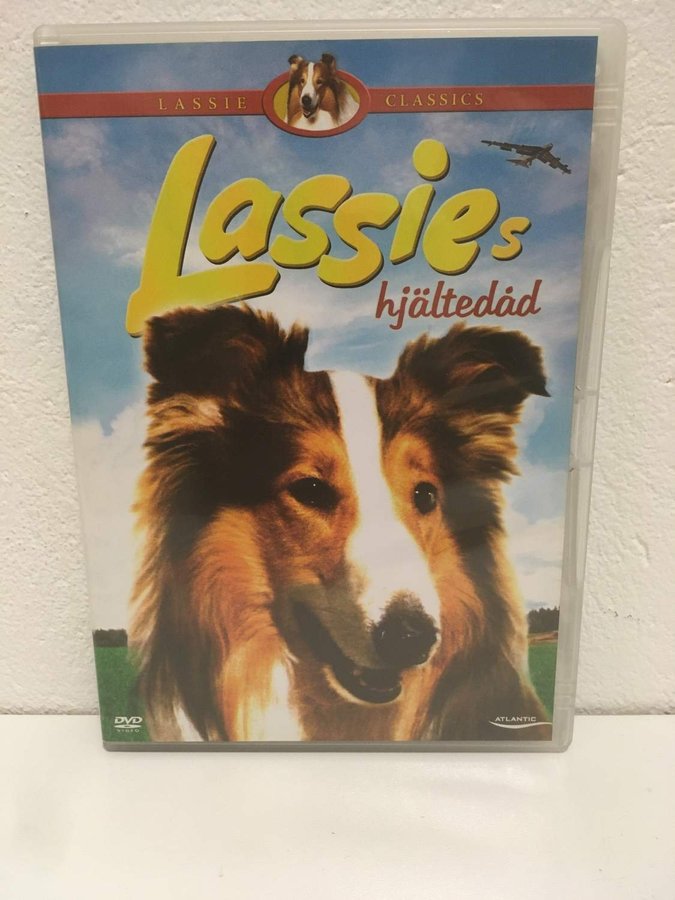 LASSIE CLASSICS
Lassies
hjältedåd
DVD
VIDEO
ATLANTIC